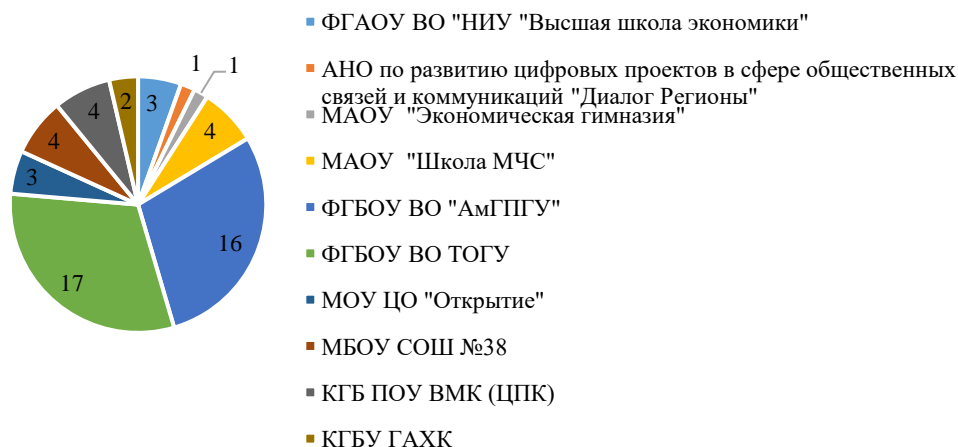 1
1
3
4
16
17
3
4
4
2
ФГАОУ ВО "НИУ "Высшая школа экономики"
АНО по развитию цифровых проектов в сфере общественных
связей и коммуникаций "Диалог Регионы"
МАОУ "Экономическая гимназия"
МАОУ "Школа МЧС"
ФГБОУ ВО "АмГПГУ"
ФГБОУ ВО ТОГУ
МОУ ЦО "Открытие"
МБОУ СОШ №38
КГБ ПОУ ВМК (ЦПК)
КГБУ ГАХК